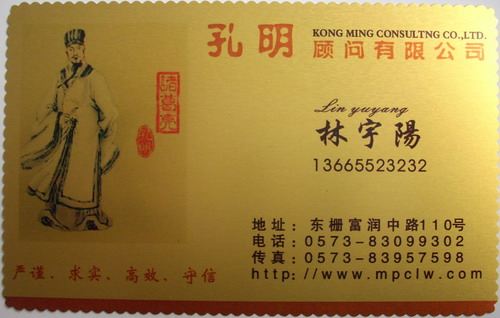 孔明
KONG MING CONSULTNG CO.,LTD.
顾问有限公司
諸葛亮
Lin yuyang
林宇陽
13665523232
地址：东栅富润中路110号
电话：0573-83099302
传真：0573-83957598
http://www.mpclw.com
严谨、求实、高效、守信